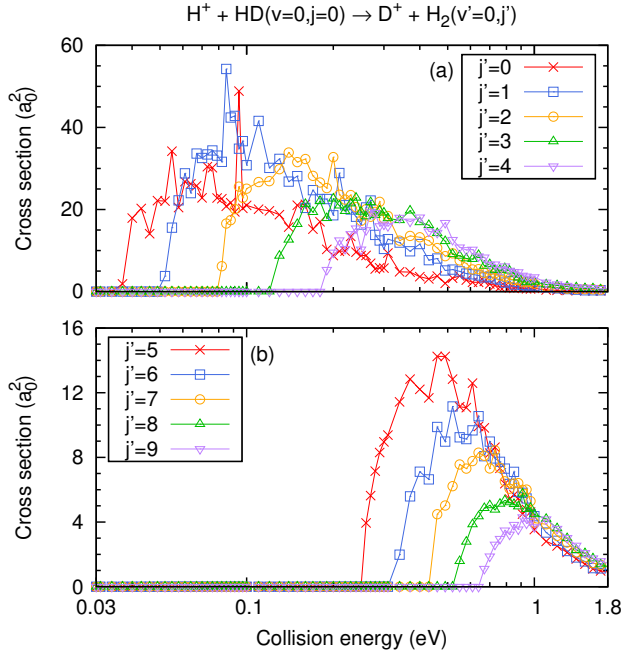 H⁺ + HD(v=0,j=0) → D⁺ + H₂(v'=0,j')
60
40
20
0
Cross section (a₀²)
(a)
j'=0
j'=1
j'=2
j'=3
j'=4
16
12
8
4
0
Cross section (a₀²)
j'=5
j'=6
j'=7
j'=8
j'=9
(b)
0.03 0.1 1 1.8
Collision energy (eV)